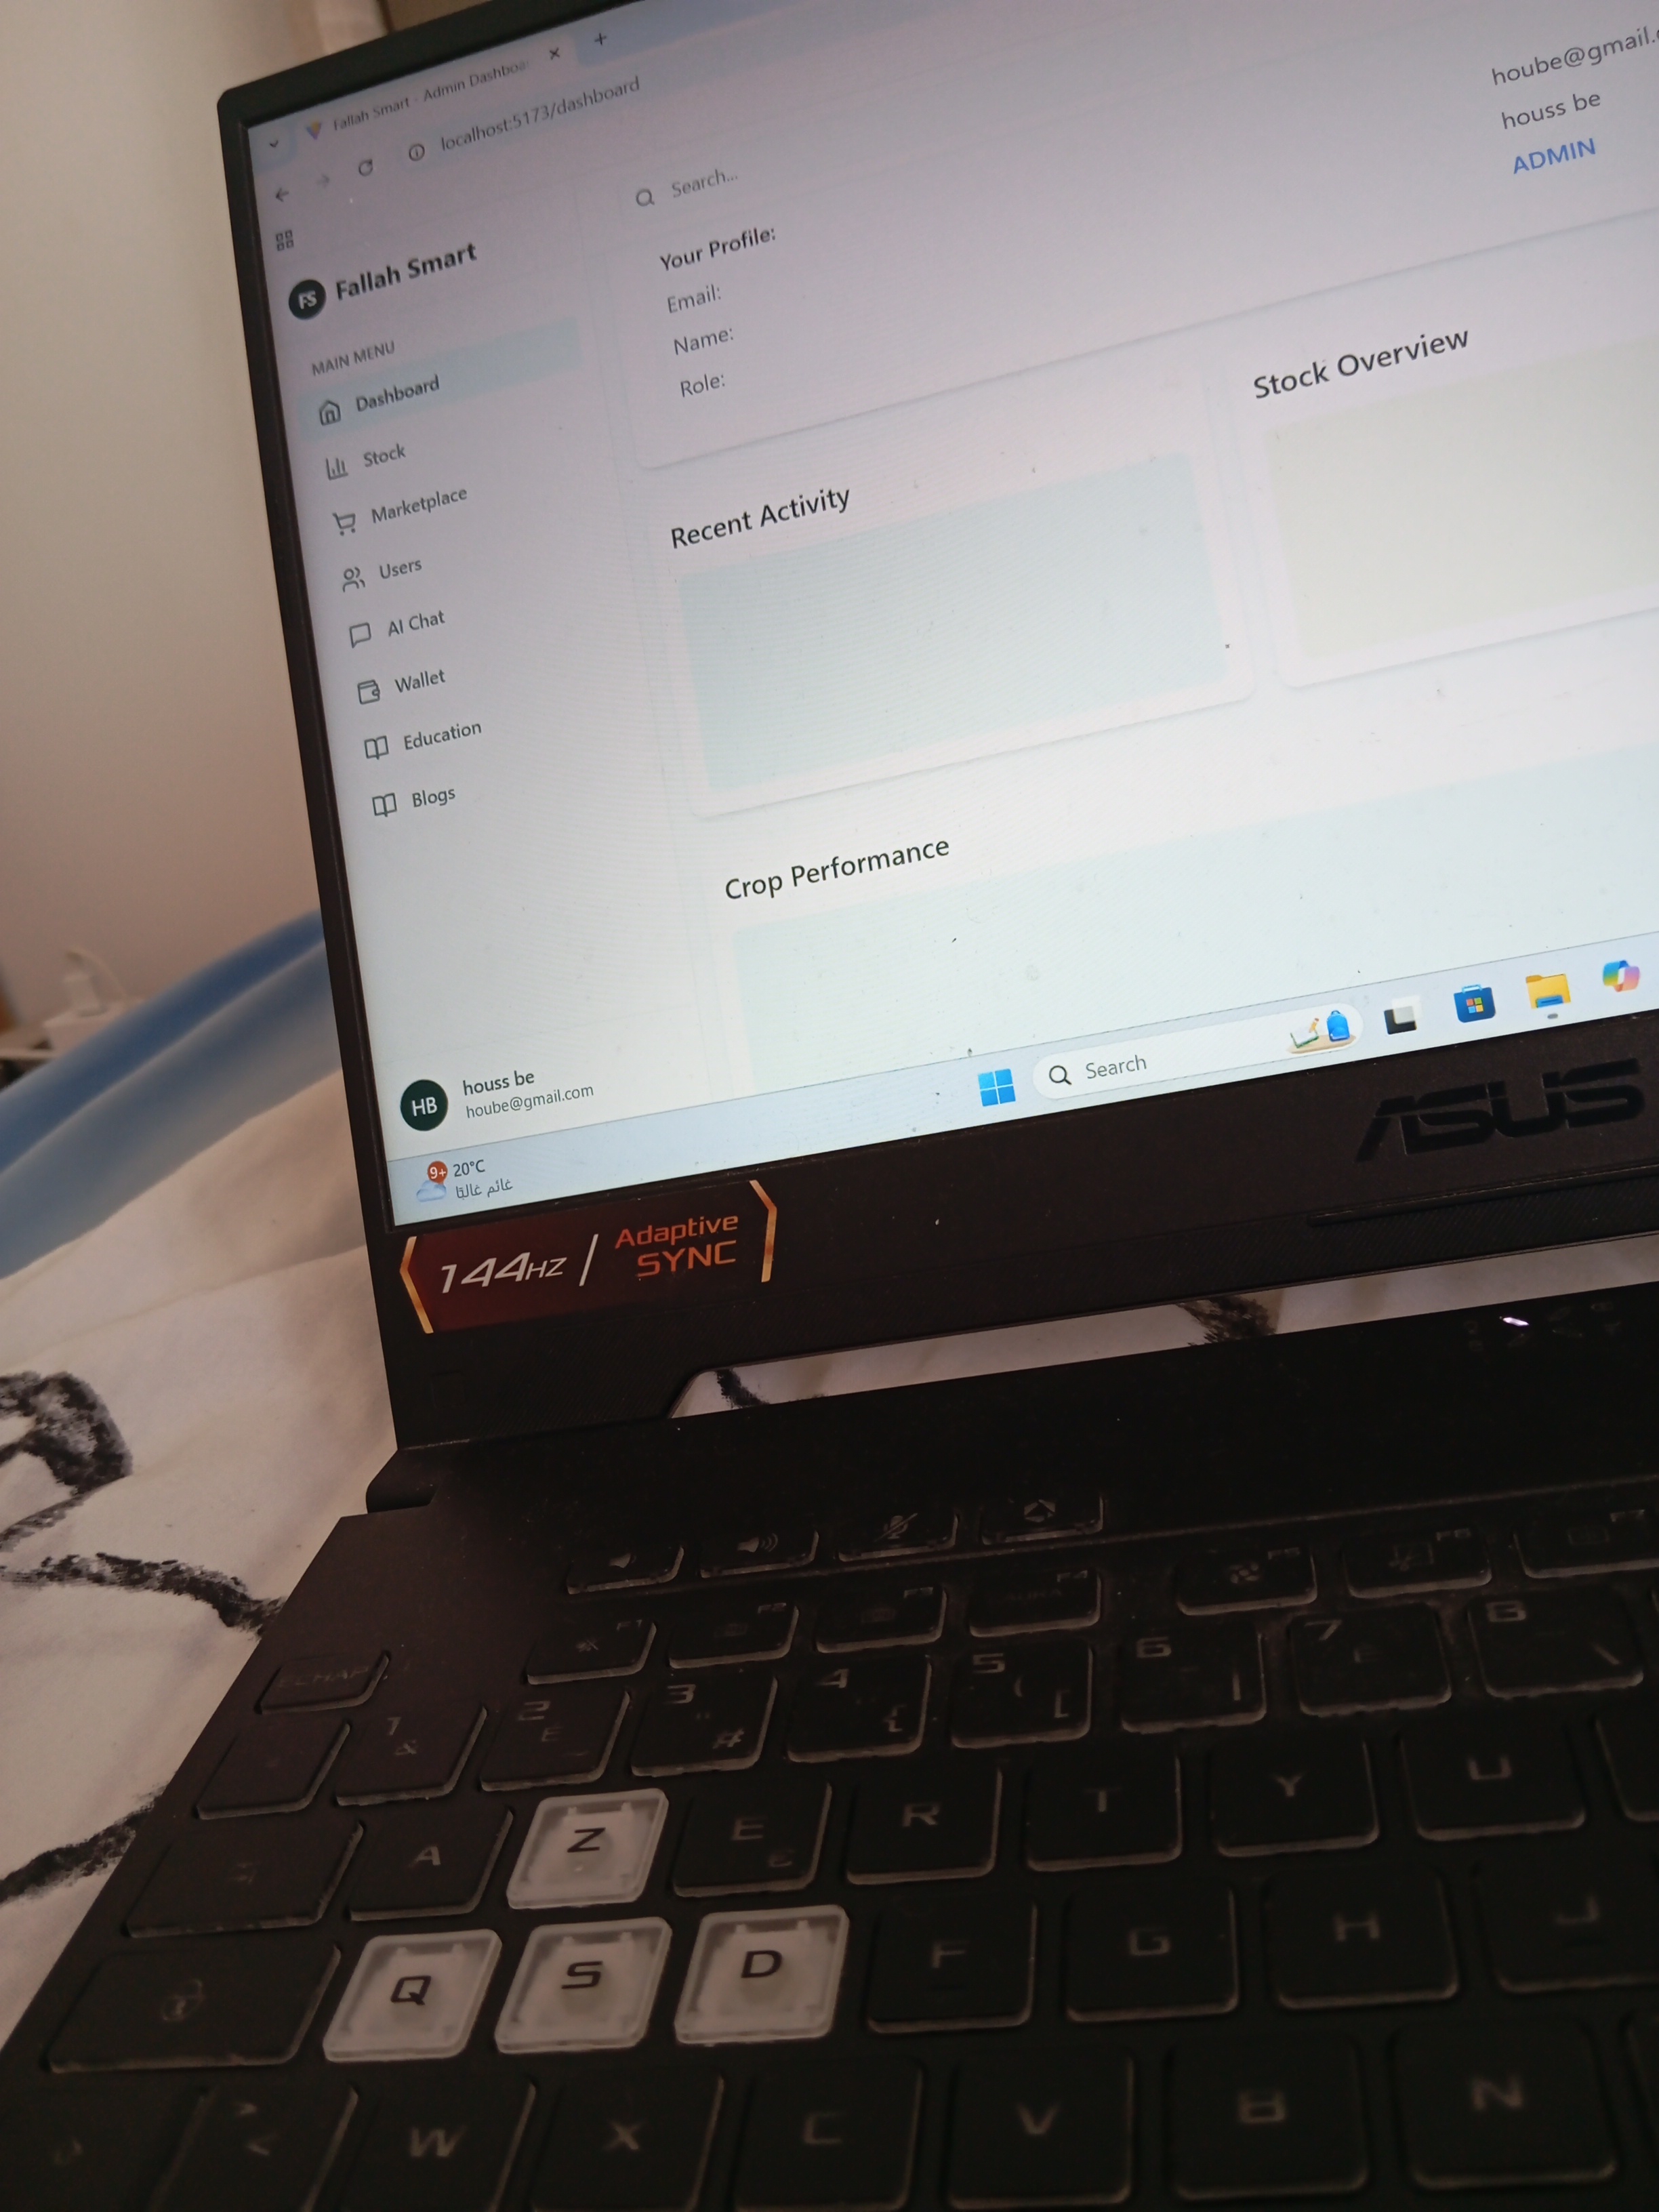 Fallah Smart - Admin Dashboa
localhost:5173/dashboard
Search...
FS Fallah Smart
MAIN MENU
Dashboard
Stock
Marketplace
Users
AI Chat
Wallet
Education
Blogs
HB
houss be
hoube@gmail.com
Your Profile:
Email:
hoube@gmail.
Name:
houss be
Role:
ADMIN
Recent Activity
Stock Overview
Crop Performance
9+
20°C
غائم غالبًا
Search
ASUS
144HZ / Adaptive
SYNC
1 & 2 3 " # 4 { 5 ( [ 6 | 7 8 \
A Z E € R T Y U
Q S D F G H J
> < W X C V B N